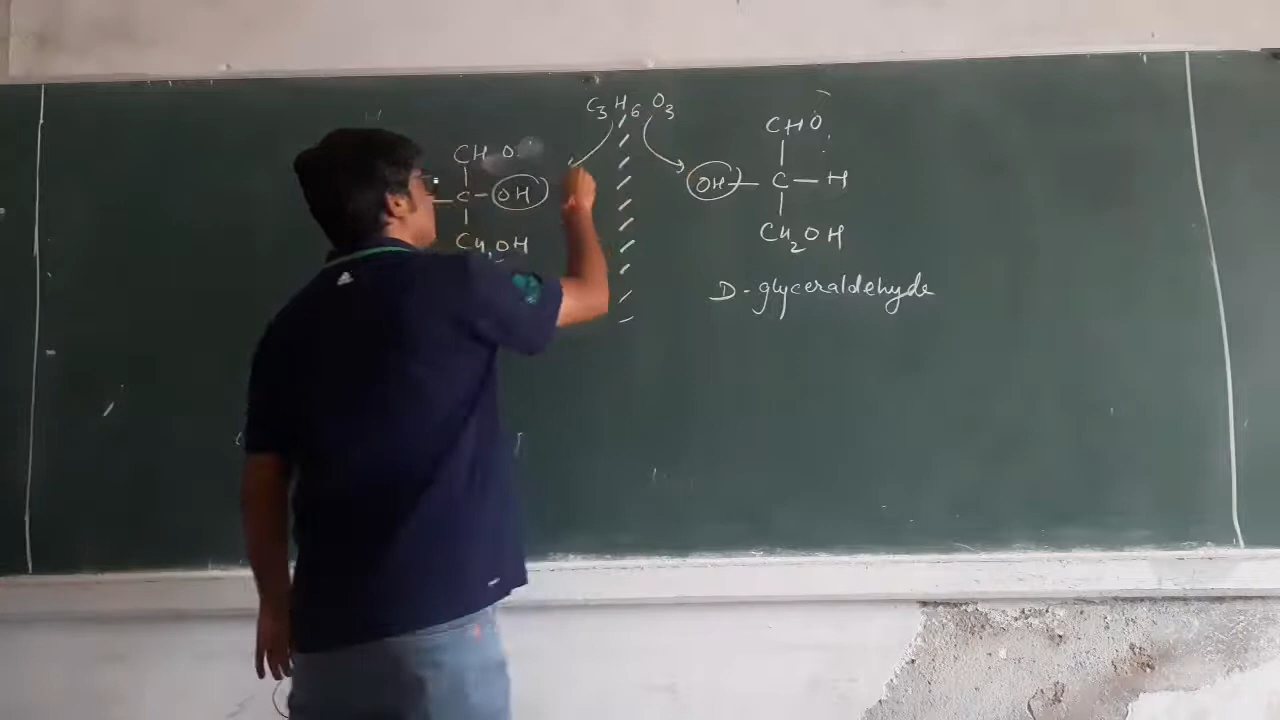 C3H6O3
CHO
C - OH
CH2OH
CHO
OH - C - H
CH2OH
D - glyceraldehyde